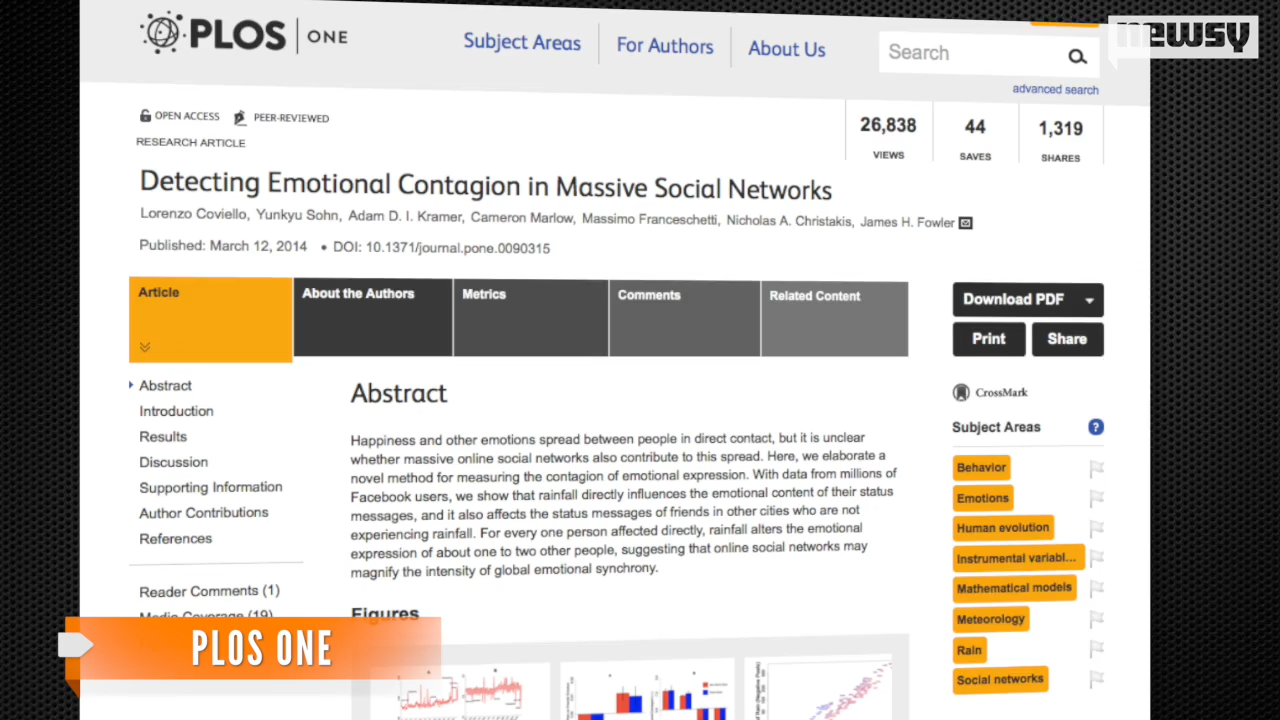 PLOS ONE
Subject Areas
For Authors
About Us
Search
newsy
advanced search
OPEN ACCESS
PEER-REVIEWED
RESEARCH ARTICLE
26,838
VIEWS
44
SAVES
1,319
SHARES
Detecting Emotional Contagion in Massive Social Networks
Lorenzo Coviello, Yunkyu Sohn, Adam D. I. Kramer, Cameron Marlow, Massimo Franceschetti, Nicholas A. Christakis, James H. Fowler
Published: March 12, 2014 • DOI: 10.1371/journal.pone.0090315
Article
About the Authors
Metrics
Comments
Related Content
Download PDF
Print
Share
CrossMark
Abstract
Introduction
Results
Discussion
Supporting Information
Author Contributions
References
Reader Comments (1)
Media Coverage (19)
Abstract
Happiness and other emotions spread between people in direct contact, but it is unclear
whether massive online social networks also contribute to this spread. Here, we elaborate a
novel method for measuring the contagion of emotional expression. With data from millions of
Facebook users, we show that rainfall directly influences the emotional content of their status
messages, and it also affects the status messages of friends in other cities who are not
experiencing rainfall. For every one person affected directly, rainfall alters the emotional
expression of about one to two other people, suggesting that online social networks may
magnify the intensity of global emotional synchrony.
Figures
Subject Areas
?
Behavior
Emotions
Human evolution
Instrumental variabl...
Mathematical models
Meteorology
Rain
Social networks
PLOS ONE